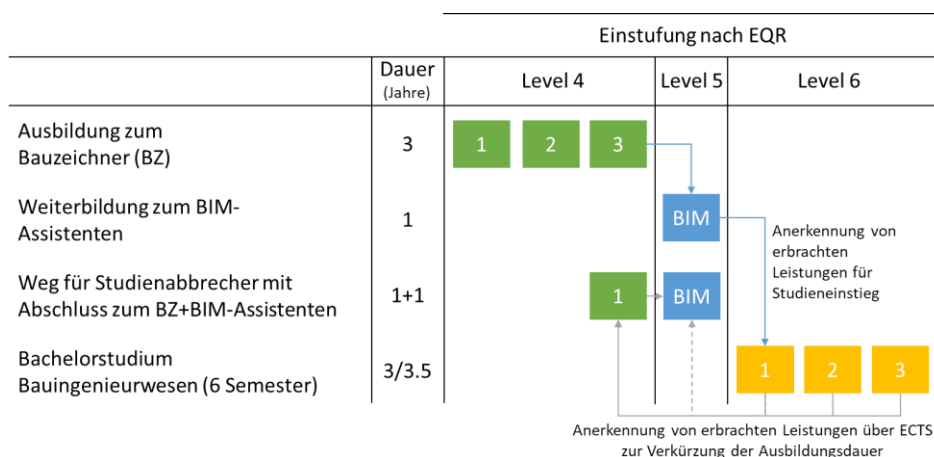 Einstufung nach EQR
Dauer
(Jahre)
Level 4
Level 5
Level 6
Ausbildung zum
Bauzeichner (BZ)
3
1
2
3
Weiterbildung zum BIM-
Assistenten
1
BIM
Anerkennung von
erbrachten
Leistungen für
Studieneinstieg
Weg für Studienabbrecher mit
Abschluss zum BZ+BIM-Assistenten
1+1
1
BIM
Bachelorstudium
Bauingenieurwesen (6 Semester)
3/3.5
1
2
3
Anerkennung von erbrachten Leistungen über ECTS
zur Verkürzung der Ausbildungsdauer